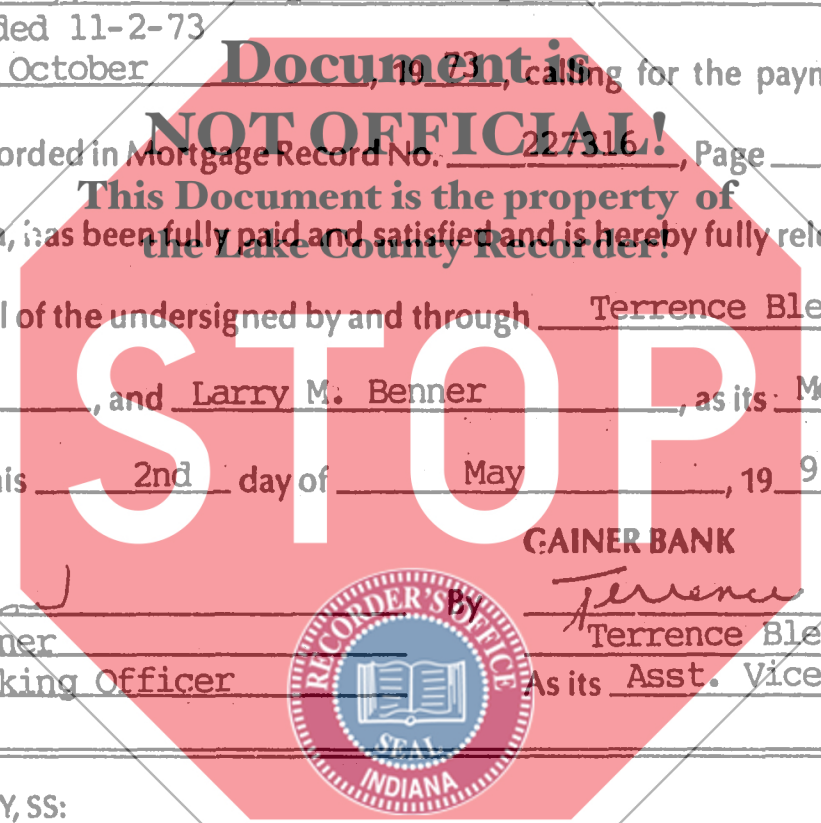 ded 11-2-73
October, 19 73, calling for the payn
Document is
NOT OFFICIAL!
orded in Mortgage Record No. 227316, Page
This Document is the property of
the Lake County Recorder!
, has been fully paid and satisfied and is hereby fully rele
l of the undersigned by and through Terrence Ble
STOP
, and Larry M. Benner, as its M
is 2nd day of May, 19 9
GAINER BANK
By Terrence
ner Terrence Ble
king Officer As its Asst. Vice
RECORDER'S OFFICE
SEAL
INDIANA
Y, SS: